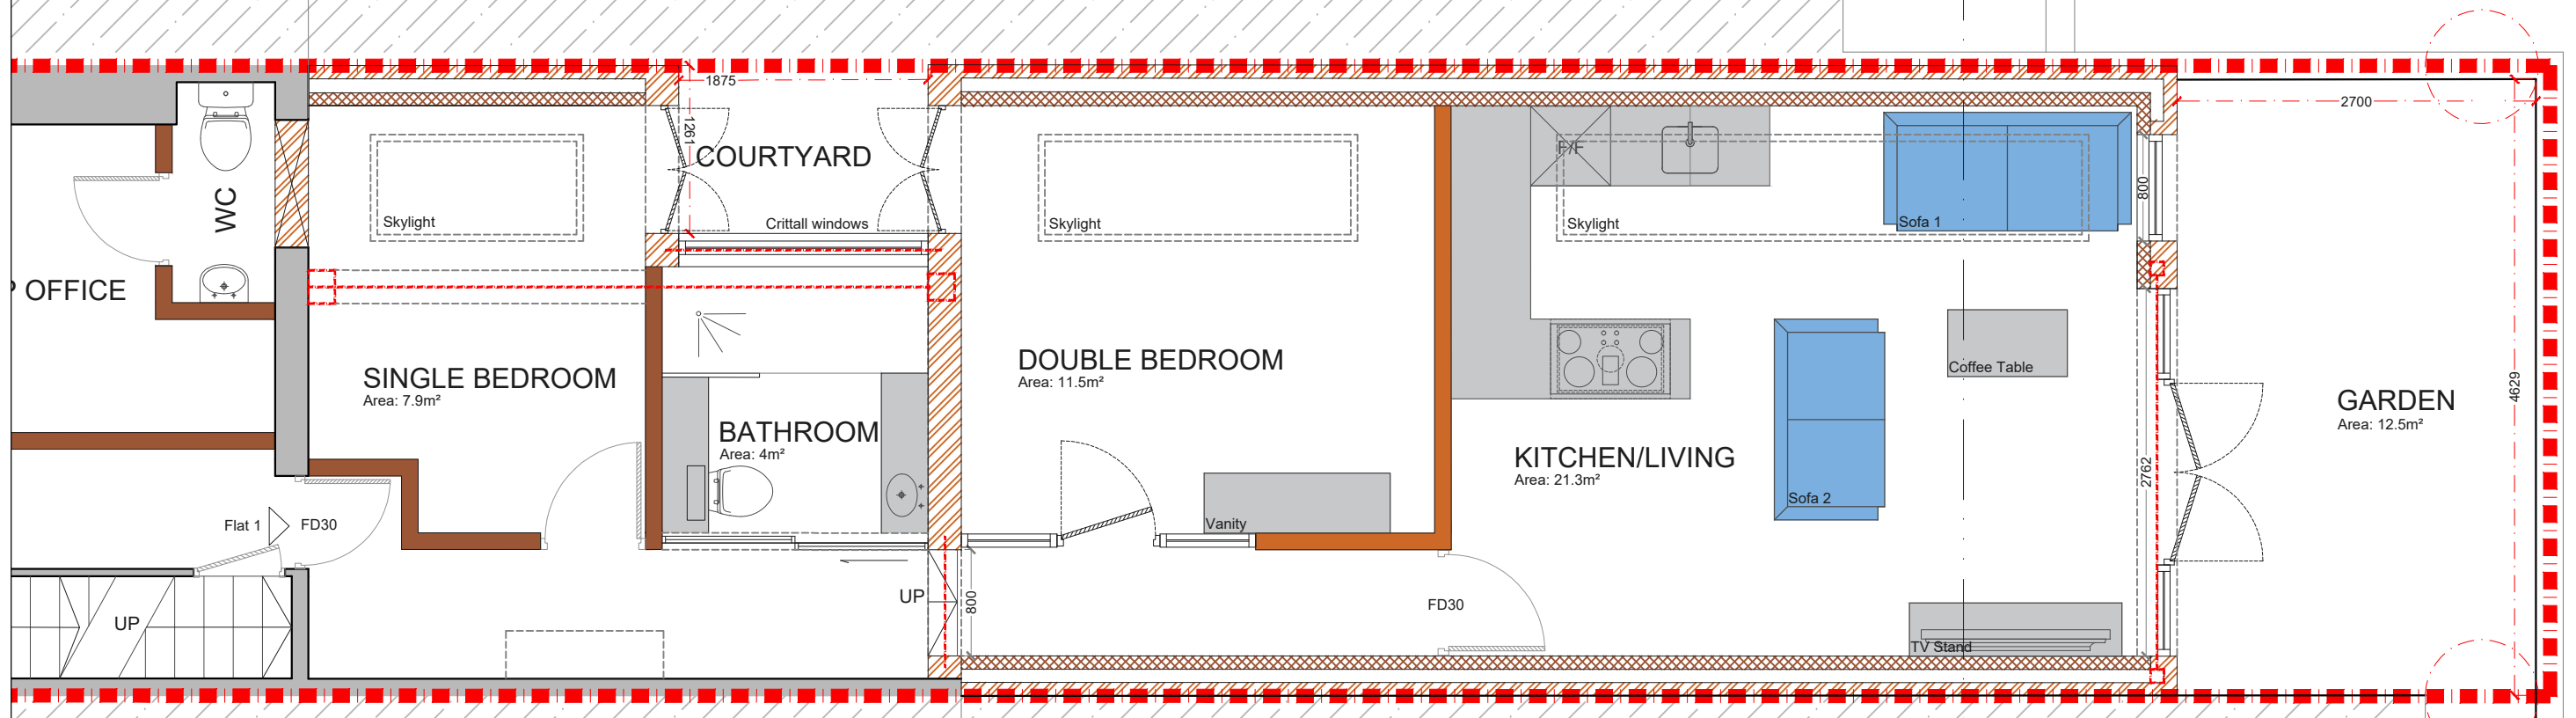 1875
2700
1261
COURTYARD
F/F
WC
800
Skylight
Crittall windows
Skylight
Skylight
Sofa 1
OFFICE
SINGLE BEDROOM
Area: 7.9m²
DOUBLE BEDROOM
Area: 11.5m²
Coffee Table
4629
GARDEN
Area: 12.5m²
BATHROOM
Area: 4m²
KITCHEN/LIVING
Area: 21.3m²
2762
Sofa 2
Flat 1
FD30
Vanity
UP
800
FD30
UP
TV Stand